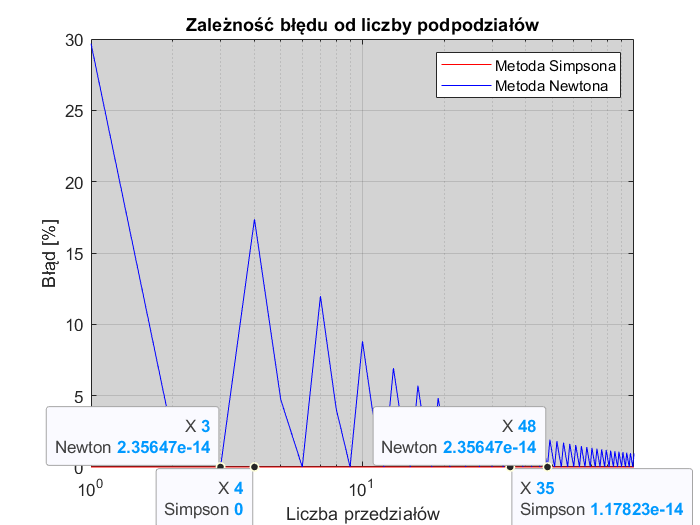 Zależność błędu od liczby podpodziałów
Metoda Simpsona
Metoda Newtona
Błąd [%]
30
25
20
15
10
5
0
X 3
Newton 2.35647e-14
X 48
Newton 2.35647e-14
X 4
Simpson 0
X 35
Simpson 1.17823e-14
10⁰
10¹
Liczba przedziałów